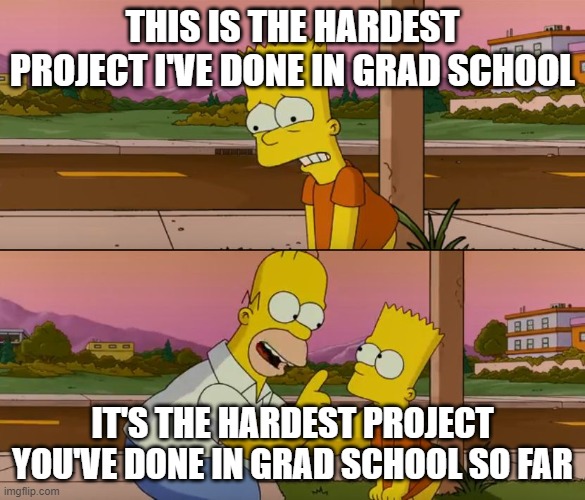 THIS IS THE HARDEST
PROJECT I'VE DONE IN GRAD SCHOOL
IT'S THE HARDEST PROJECT
YOU'VE DONE IN GRAD SCHOOL SO FAR
imgflip.com